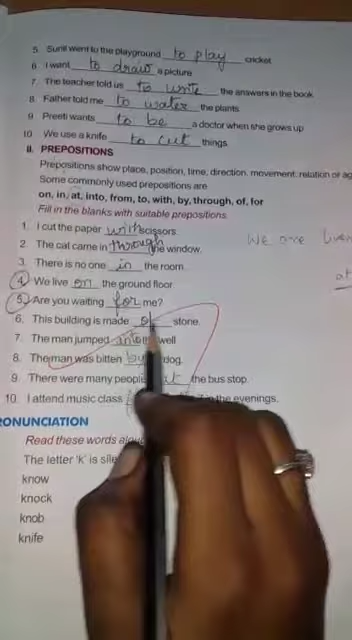 5. Sunil went to the playground to play cricket
6. I want to draw a picture
7. The teacher told us to write the answers in the book
8. Father told me to water the plants
9. Preeti wants to be a doctor when she grows up
10. We use a knife to cut things.
II. PREPOSITIONS
Prepositions show place, position, time, direction, movement, relation or ag
Some commonly used prepositions are
on, in, at, into, from, to, with, by, through, of, for
Fill in the blanks with suitable prepositions.
1. I cut the paper with scissors.
2. The cat came in through the window. We are
3. There is no one in the room.
4. We live on the ground floor at
5. Are you waiting for me?
6. This building is made of stone.
7. The man jumped into well
8. The man was bitten by dog.
9. There were many people at the bus stop.
10. I attend music class in the evenings.
ONUNCIATION
Read these words alou
The letter 'k' is sile
know
knock
knob
knife